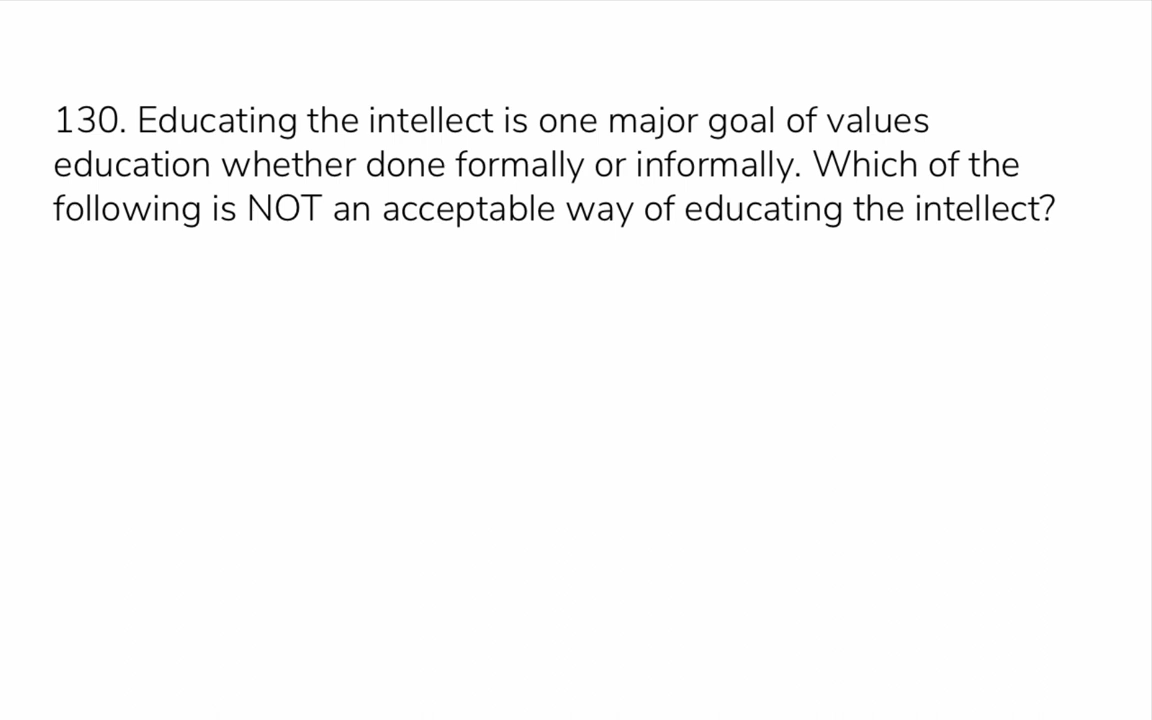 130. Educating the intellect is one major goal of values
education whether done formally or informally. Which of the
following is NOT an acceptable way of educating the intellect?